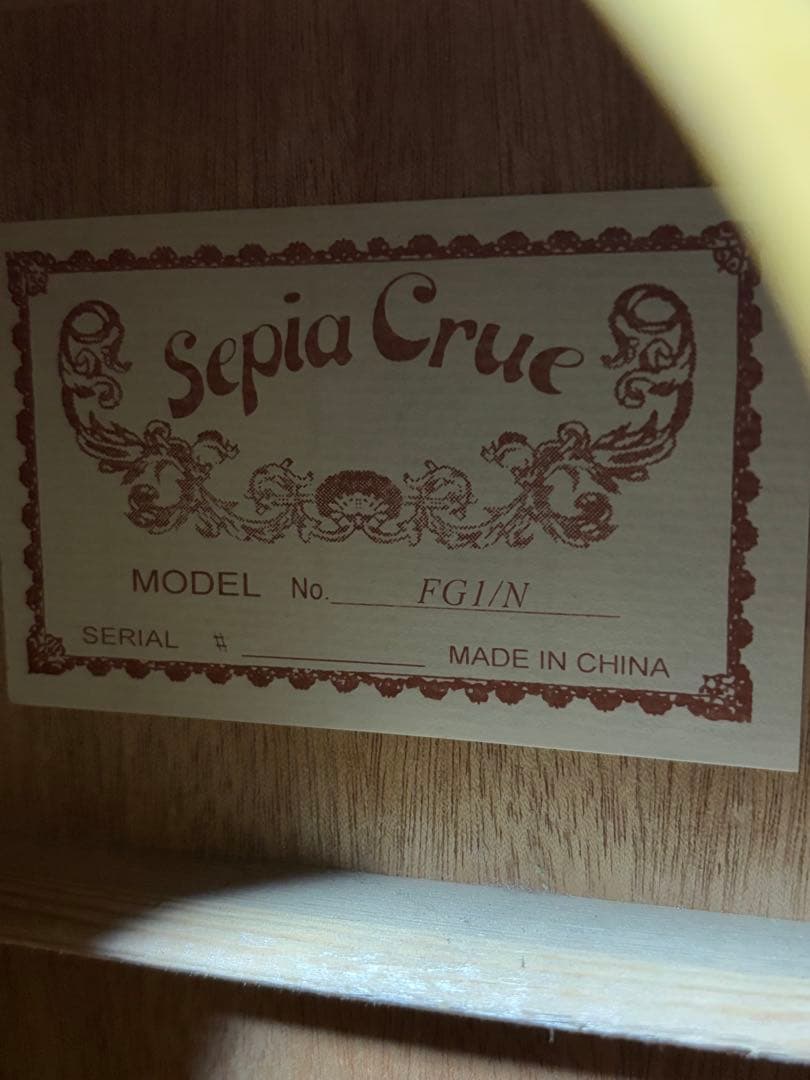 Sepia Crue
MODEL No. FG1/N
SERIAL # MADE IN CHINA